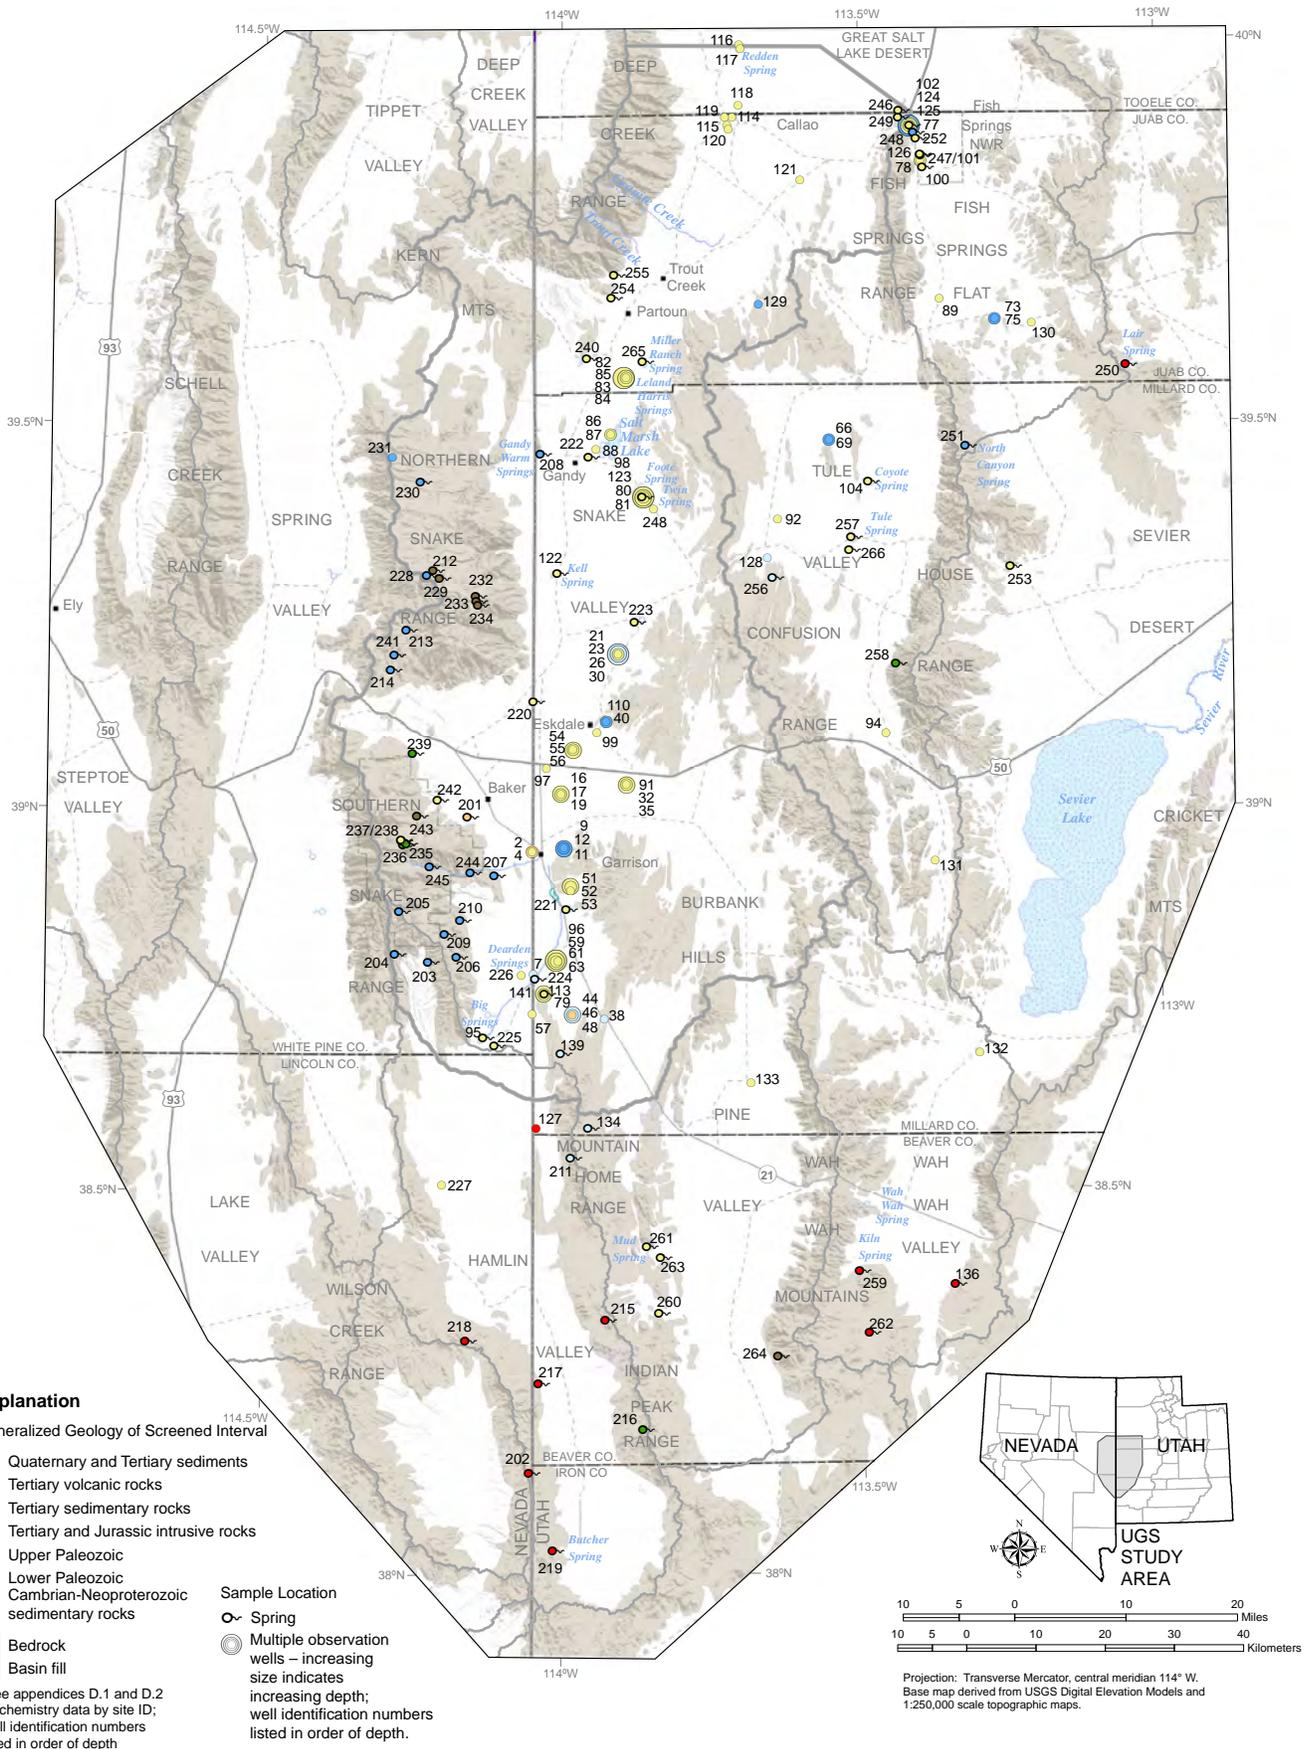 114.5°W
114°W
113.5°W
113°W
40°N
GREAT SALT
LAKE DESERT
116
117
Redden
Spring
DEEP
CREEK
VALLEY
DEEP
CREEK
RANGE
TIPPET
VALLEY
118
119
114
115
120
Callao
121
102
124
125
246
249
77
248
252
126
247/101
78
100
Fish
Springs
NWR
TOOELE CO.
JUAB CO.
FISH
SPRINGS
RANGE
FISH
SPRINGS
FLAT
Trout Creek
KERN
MTS
255
254
Trout
Creek
Partoun
129
89
73
75
130
Lair
Spring
250
JUAB CO.
MILLARD CO.
93
240
82
85
83
84
265
Miller
Ranch
Spring
Leland
Harris
Springs
SCHELL
CREEK
RANGE
39.5°N
39.5°N
86
87
Salt
Marsh
Lake
222
88
98
123
80
81
248
Foote
Spring
Twin
Spring
Gandy
Warm
Springs
208
Gandy
SNAKE
231
NORTHERN
230
SPRING
VALLEY
66
69
TULE
104
Coyote
Spring
251
North
Canyon
Spring
92
257
Tule
Spring
266
VALLEY
128
256
SEVIER
DESERT
253
HOUSE
RANGE
SNAKE
RANGE
212
228
229
232
233
234
122
Kell
Spring
Ely
VALLEY
223
CONFUSION
RANGE
241
213
214
21
23
26
30
258
220
Eskdale
110
40
99
94
50
50
Sevier
River
239
54
55
56
97
STEPTOE
VALLEY
39°N
39°N
242
Baker
201
16
17
19
91
32
35
Sevier
Lake
CRICKET
MTS
SOUTHERN
SNAKE
RANGE
237/238
243
236
235
245
244
207
2
4
9
12
11
Garrison
131
51
52
53
221
BURBANK
HILLS
205
210
209
204
203
206
96
59
61
63
Dearden
Springs
7
226
224
141
113
79
44
46
48
38
57
Big
Springs
95
225
139
113°W
132
WHITE PINE CO.
LINCOLN CO.
93
133
PINE
VALLEY
127
134
MILLARD CO.
BEAVER CO.
MOUNTAIN
HOME
RANGE
211
21
WAH
WAH
MOUNTAINS
WAH
WAH
VALLEY
38.5°N
38.5°N
227
LAKE
VALLEY
Wah
Wah
Spring
Kiln
Spring
HAMLIN
VALLEY
Mud
Spring
261
263
260
259
136
262
WILSON
CREEK
RANGE
218
215
264
217
INDIAN
PEAK
RANGE
216
114.5°W
202
BEAVER CO.
IRON CO
113.5°W
NEVADA
UTAH
Butcher
Spring
219
38°N
38°N
114°W
planation
neralized Geology of Screened Interval
Quaternary and Tertiary sediments
Tertiary volcanic rocks
Tertiary sedimentary rocks
Tertiary and Jurassic intrusive rocks
Upper Paleozoic
Lower Paleozoic
Cambrian-Neoproterozoic
sedimentary rocks
Bedrock
Basin fill
ee appendices D.1 and D.2
chemistry data by site ID;
ll identification numbers
ed in order of depth
Sample Location
Spring
Multiple observation
wells – increasing
size indicates
increasing depth;
well identification numbers
listed in order of depth.
NEVADA
UTAH
UGS
STUDY
AREA
N
W
E
S
10 5 0 10 20
Miles
10 5 0 10 20 30 40
Kilometers
Projection: Transverse Mercator, central meridian 114° W.
Base map derived from USGS Digital Elevation Models and
1:250,000 scale topographic maps.